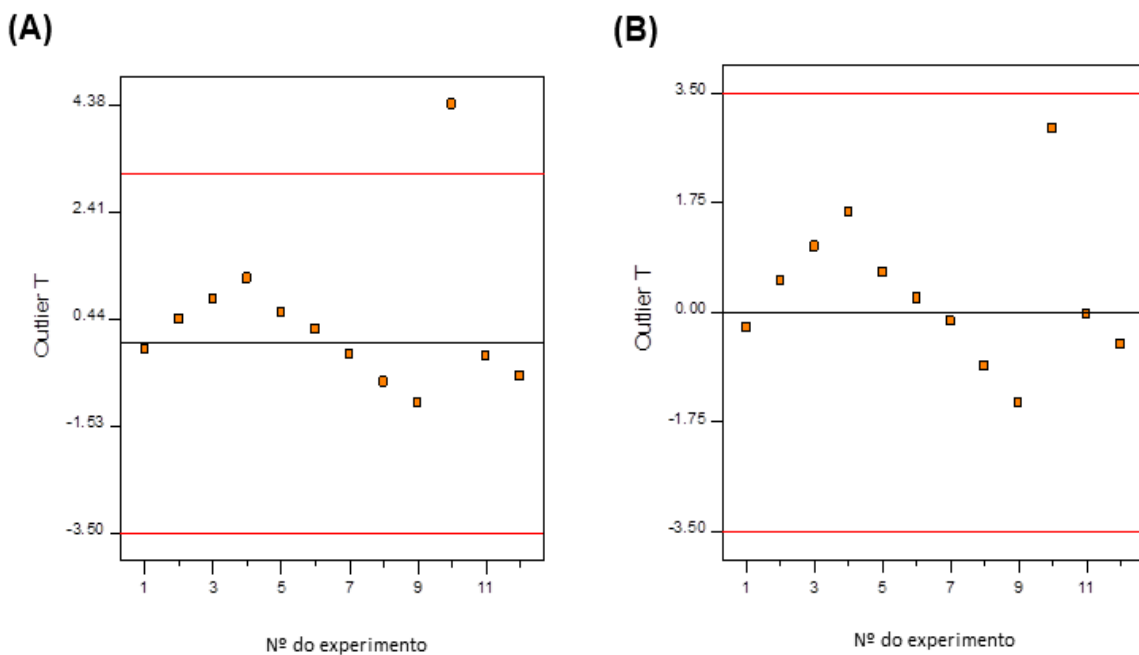 (A)
4.38
2.41
0.44
-1.53
-3.50
Outlier T
1 3 5 7 9 11
Nº do experimento
(B)
3.50
1.75
0.00
-1.75
-3.50
Outlier T
1 3 5 7 9 11
Nº do experimento